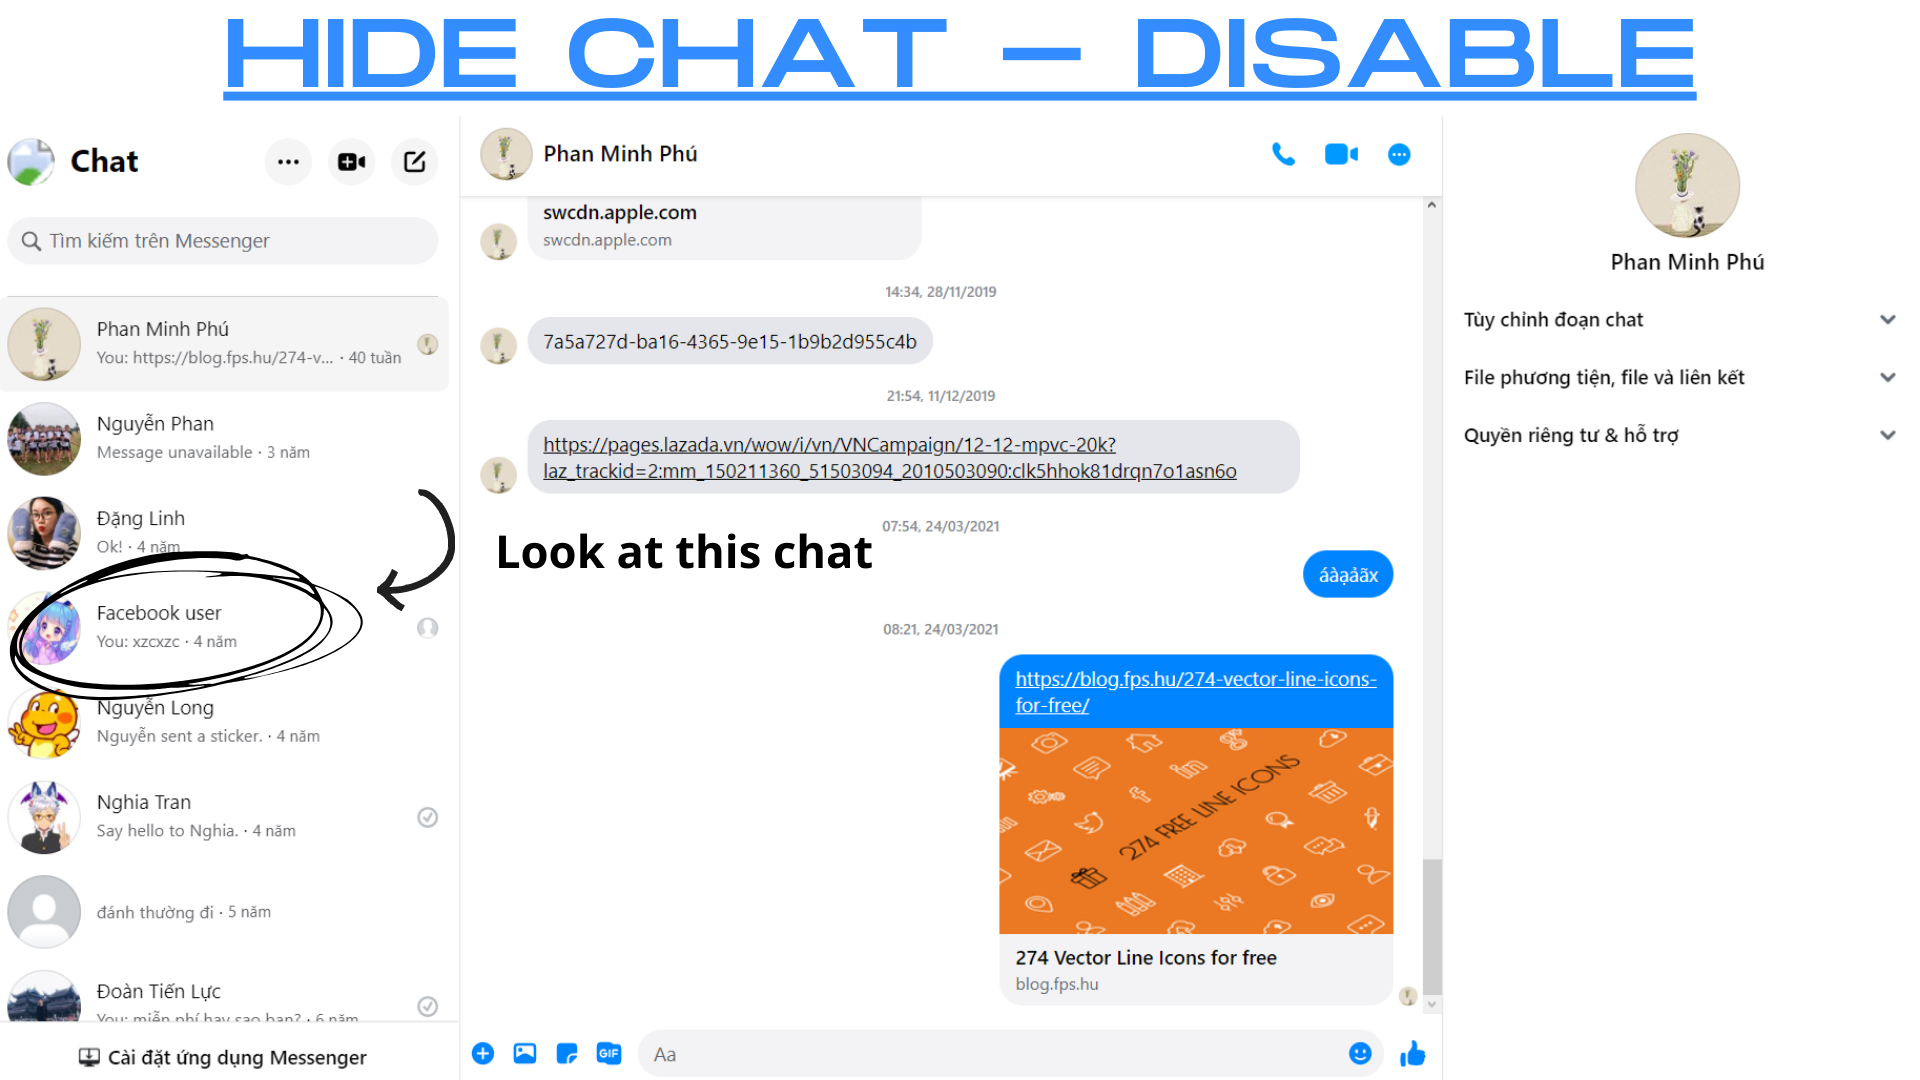 HIDE CHAT - DISABLE
Chat
Tìm kiếm trên Messenger
Phan Minh Phú
You: https://blog.fps.hu/274-v... · 40 tuần
Nguyễn Phan
Message unavailable · 3 năm
Đặng Linh
Ok! · 4 năm
Facebook user
You: xzcxzc · 4 năm
Nguyễn Long
Nguyễn sent a sticker. · 4 năm
Nghia Tran
Say hello to Nghia. · 4 năm
đánh thường đi · 5 năm
Đoàn Tiến Lực
You: miễn phí hay sao bạn? · 6 năm
Cài đặt ứng dụng Messenger
Phan Minh Phú
swcdn.apple.com
swcdn.apple.com
14:34, 28/11/2019
7a5a727d-ba16-4365-9e15-1b9b2d955c4b
21:54, 11/12/2019
https://pages.lazada.vn/wow/i/vn/VNCampaign/12-12-mpvc-20k?
laz_trackid=2:mm_150211360_51503094_2010503090:clk5hhok81drqn7o1asn6o
07:54, 24/03/2021
Look at this chat
áàạảãx
08:21, 24/03/2021
https://blog.fps.hu/274-vector-line-icons-
for-free/
274 FREE LINE ICONS
274 Vector Line Icons for free
blog.fps.hu
GIF
Aa
Phan Minh Phú
Tùy chỉnh đoạn chat
File phương tiện, file và liên kết
Quyền riêng tư & hỗ trợ